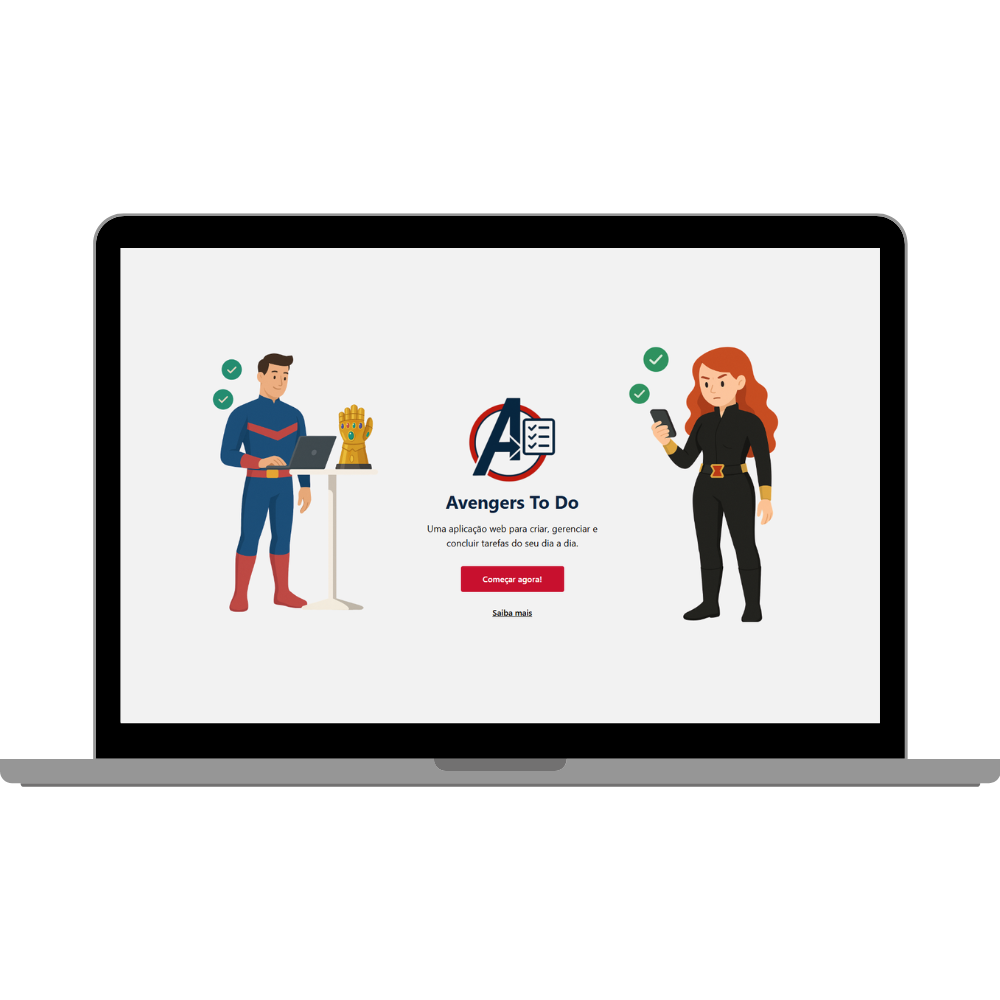 A
Avengers To Do
Uma aplicação web para criar, gerenciar e
concluir tarefas do seu dia a dia.
Começar agora!
Saiba mais